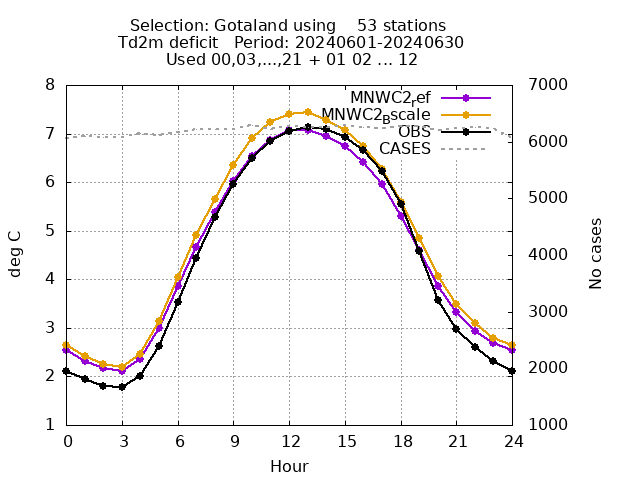 Selection: Gotaland using 53 stations
Td2m deficit Period: 20240601-20240630
Used 00,03,...,21 + 01 02 ... 12
8 7000
MNWC2ref
MNWC2Bscale
OBS
CASES
7 6000
6 5000
5 4000
4 3000
3 2000
2
1 1000
0 3 6 9 12 15 18 21 24
Hour
deg C
No cases